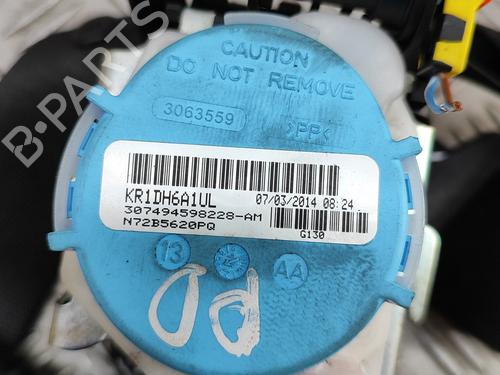 CAUTION
DO NOT REMOVE
3063559
>PP<
KR1DH6A1UL
07/03/2014 08:24
307494598228-AM
N72B5620PQ
G130
13
AA
PD
B-PARTS